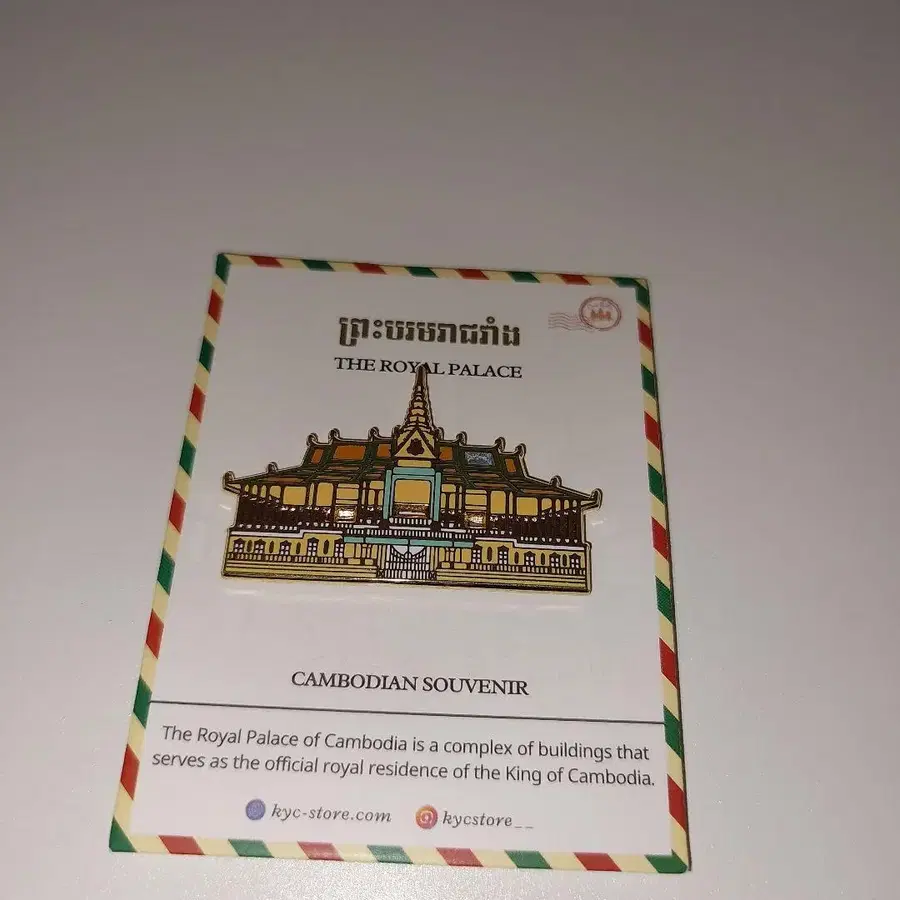 ព្រះបរមរាជវាំង
THE ROYAL PALACE
CAMBODIAN SOUVENIR
The Royal Palace of Cambodia is a complex of buildings that
serves as the official royal residence of the King of Cambodia.
kyc-store.com kycstore__